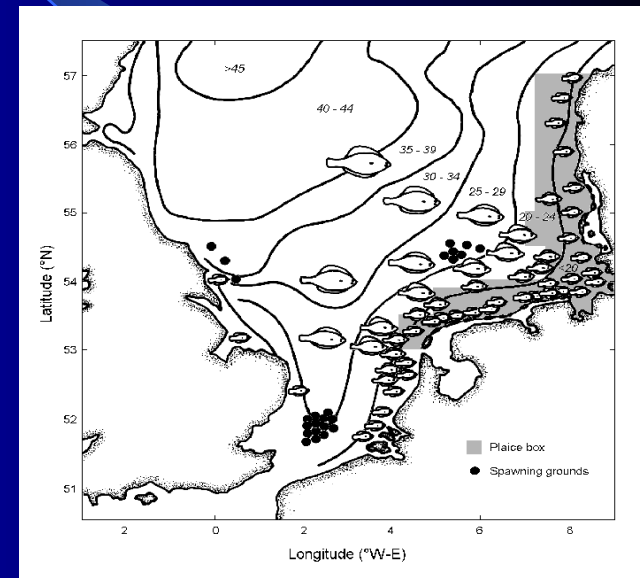 57
>45
40 - 44
56
35 - 39
30 - 34
25 - 29
55
20 - 24
Latitude (°N)
54
<20
53
52
Plaice box
Spawning grounds
51
2 0 2 4 6 8
Longitude (°W-E)